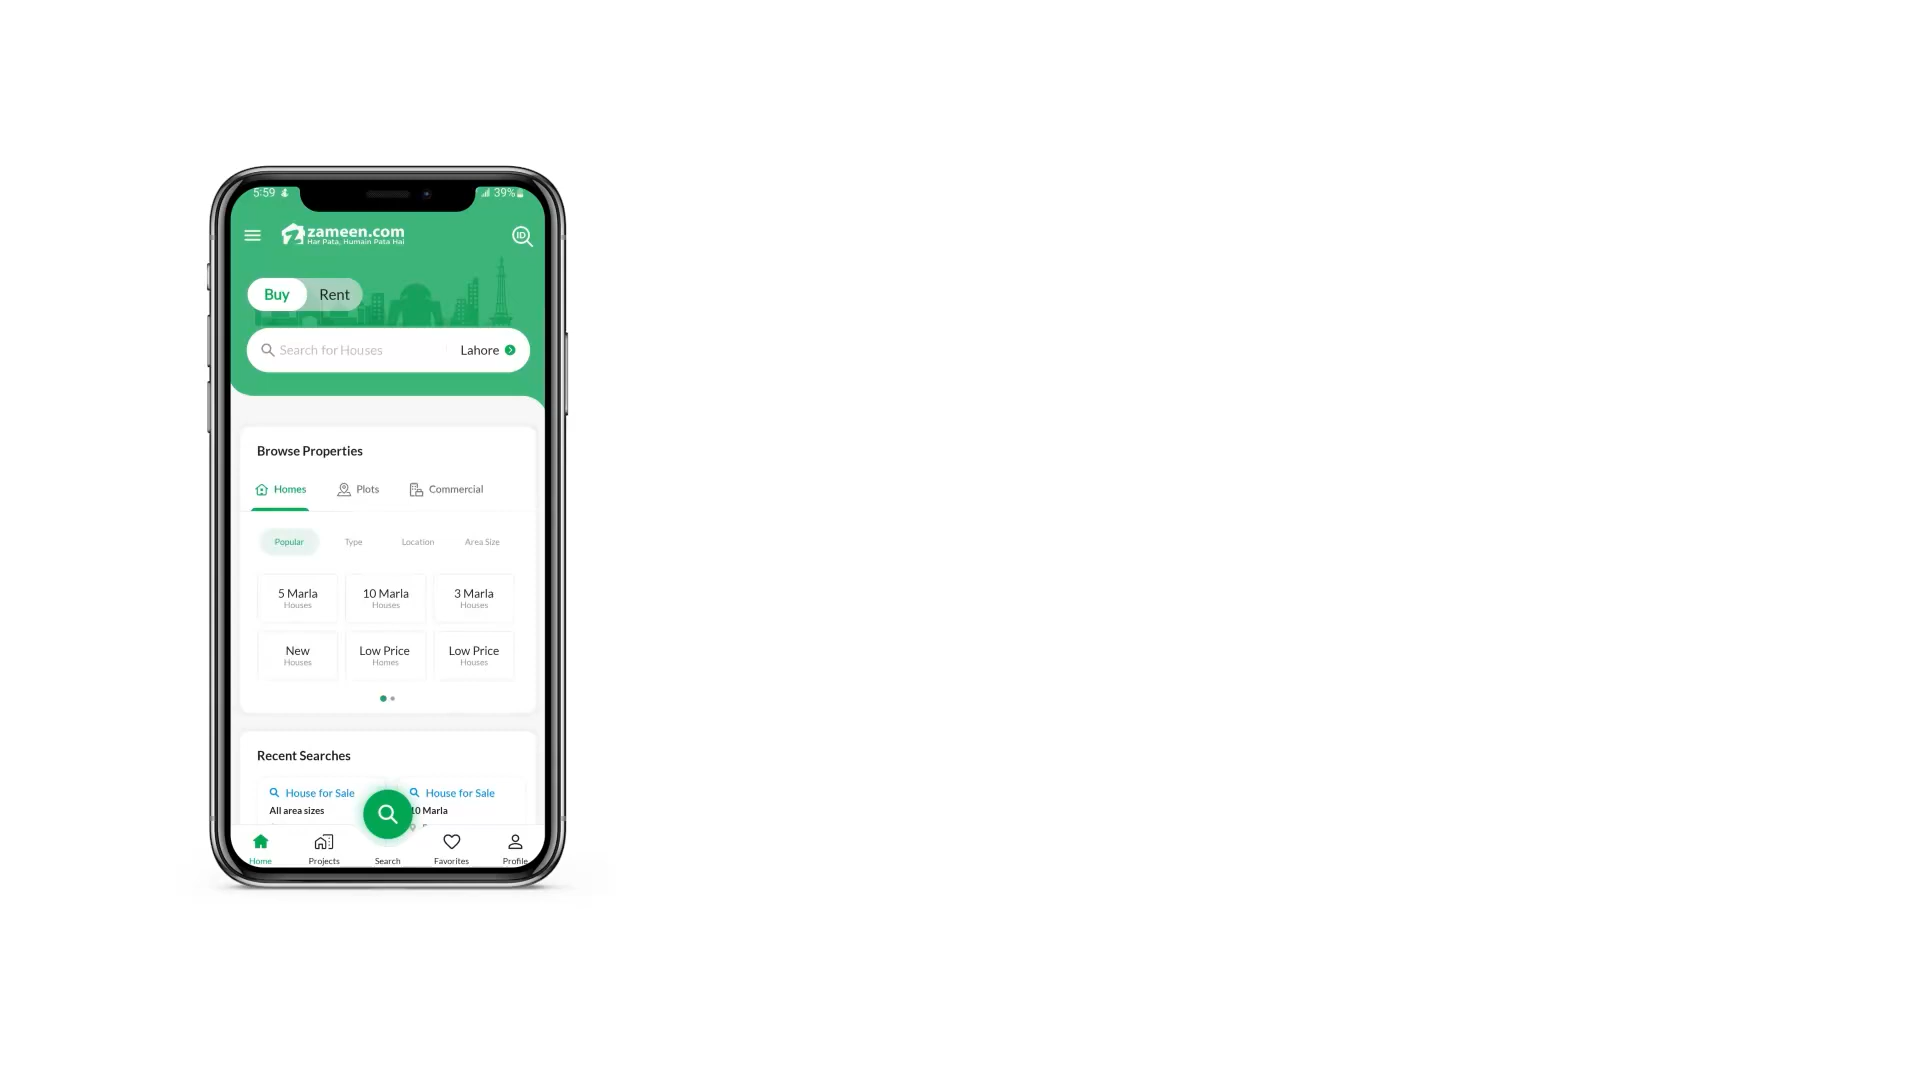 5:59 39%
zameen.com
Har Pata, Humain Pata Hai
ID
Buy Rent
Search for Houses Lahore
Browse Properties
Homes Plots Commercial
Popular Type Location Area Size
5 Marla 10 Marla 3 Marla
Houses Houses Houses
New Low Price Low Price
Houses Homes Houses
Recent Searches
House for Sale House for Sale
All area sizes 10 Marla
Home Projects Search Favorites Profile